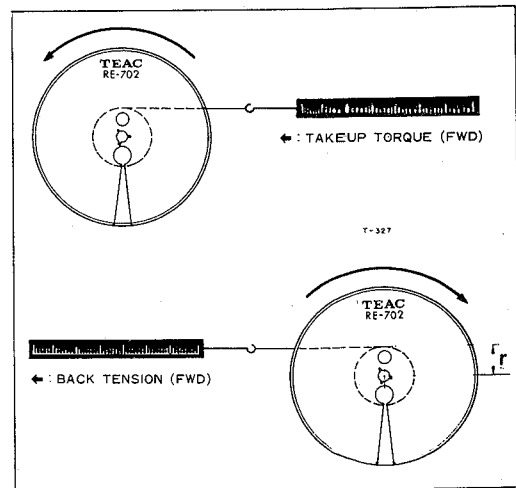 TEAC
RE-702
← : TAKEUP TORQUE (FWD)
T-327
TEAC
RE-702
r
← : BACK TENSION (FWD)